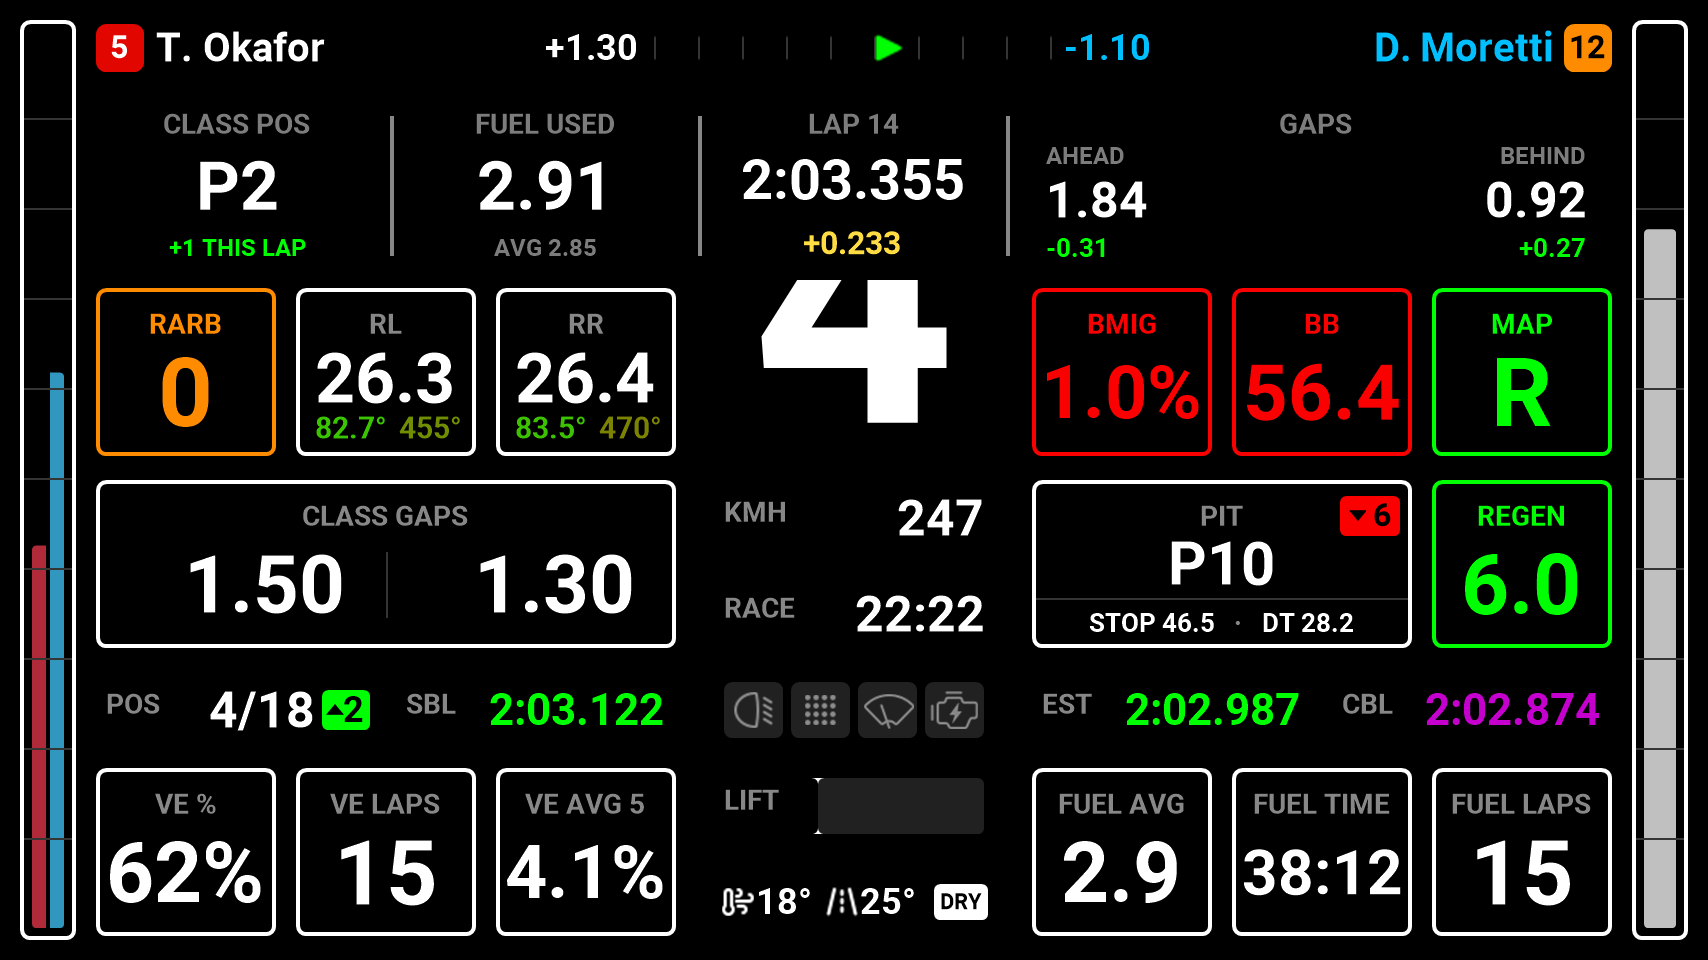 5 T. Okafor +1.30 -1.10 D. Moretti 12
CLASS POS FUEL USED LAP 14 GAPS
AHEAD BEHIND
P2 2.91 2:03.355 1.84 0.92
+1 THIS LAP AVG 2.85 +0.233 -0.31 +0.27
RARB RL RR 4 BMIG BB MAP
0 26.3 26.4 1.0% 56.4 R
82.7° 455° 83.5° 470°
CLASS GAPS KMH 247 PIT 6 REGEN
1.50 1.30 P10 6.0
RACE 22:22 STOP 46.5 · DT 28.2
POS 4/18 2 SBL 2:03.122 EST 2:02.987 CBL 2:02.874
VE % VE LAPS VE AVG 5 LIFT FUEL AVG FUEL TIME FUEL LAPS
62% 15 4.1% 2.9 38:12 15
18° 25° DRY